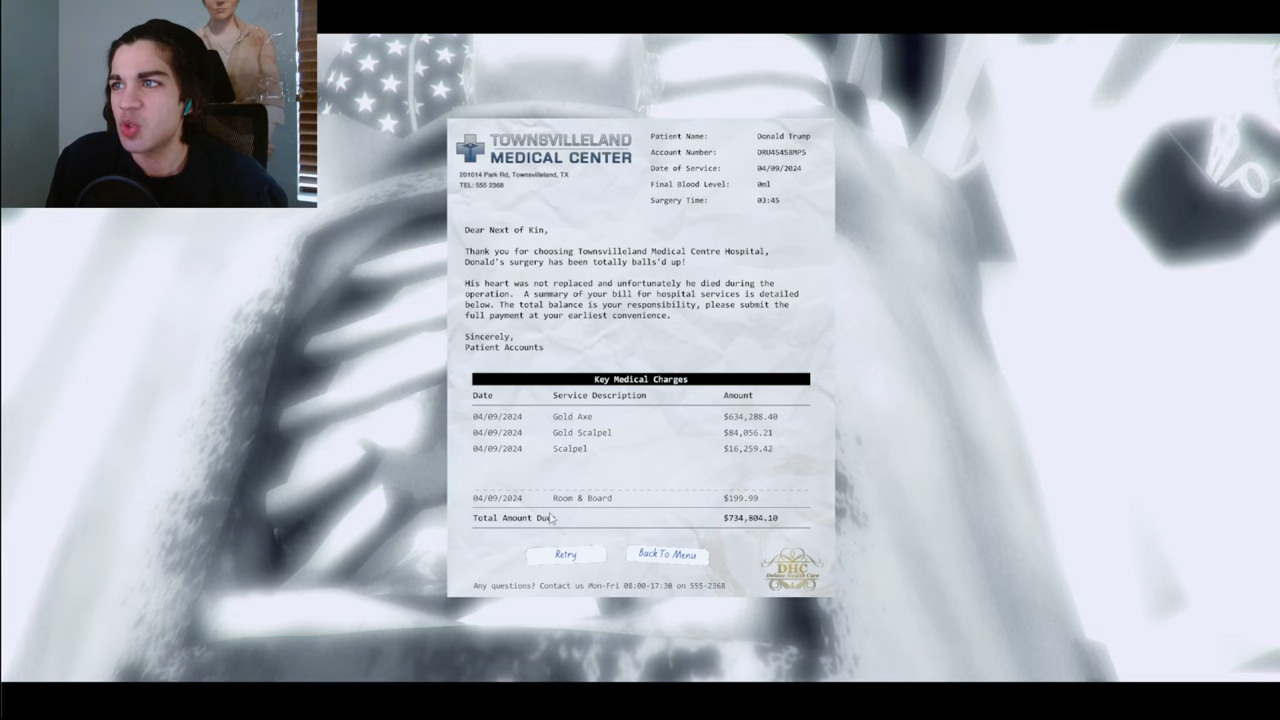 TOWNSVILLELAND
MEDICAL CENTER
201014 Park Rd, Townsvilleland, TX
TEL: 555 2368
Patient Name: Donald Trump
Account Number: DRU45458MPS
Date of Service: 04/09/2024
Final Blood Level: 0ml
Surgery Time: 03:45
Dear Next of Kin,
Thank you for choosing Townsvilleland Medical Centre Hospital,
Donald's surgery has been totally balls'd up!
His heart was not replaced and unfortunately he died during the
operation. A summary of your bill for hospital services is detailed
below. The total balance is your responsibility, please submit the
full payment at your earliest convenience.
Sincerely,
Patient Accounts
Key Medical Charges
Date Service Description Amount
04/09/2024 Gold Axe $634,288.40
04/09/2024 Gold Scalpel $84,056.21
04/09/2024 Scalpel $16,259.42
04/09/2024 Room & Board $199.99
Total Amount Due $734,804.10
Retry Back To Menu
DHC
Deluxe Health Care
Any questions? Contact us Mon-Fri 08:00-17:30 on 555-2368